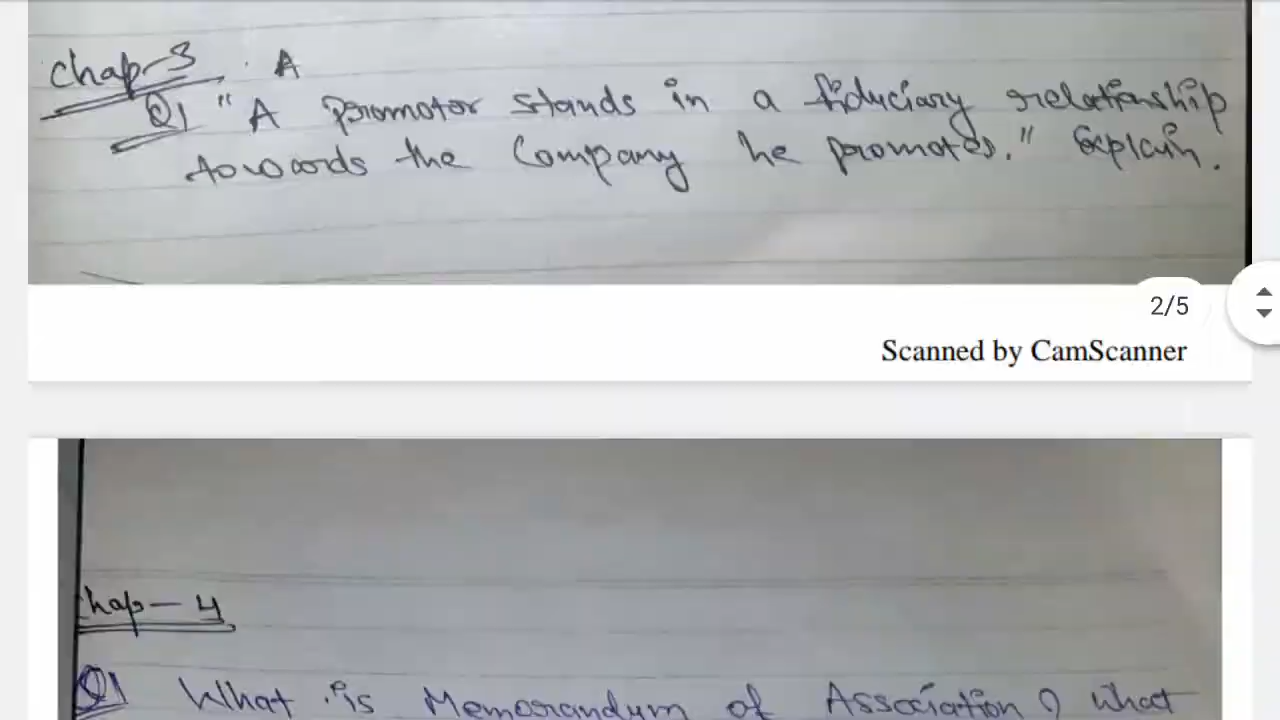 Chap-3 . A
Q1 "A promotor stands in a fiduciary relationship
towards the Company he promotes." Explain.
2/5
Scanned by CamScanner
Chap-4
Q1 What is Memorandum of Association? What